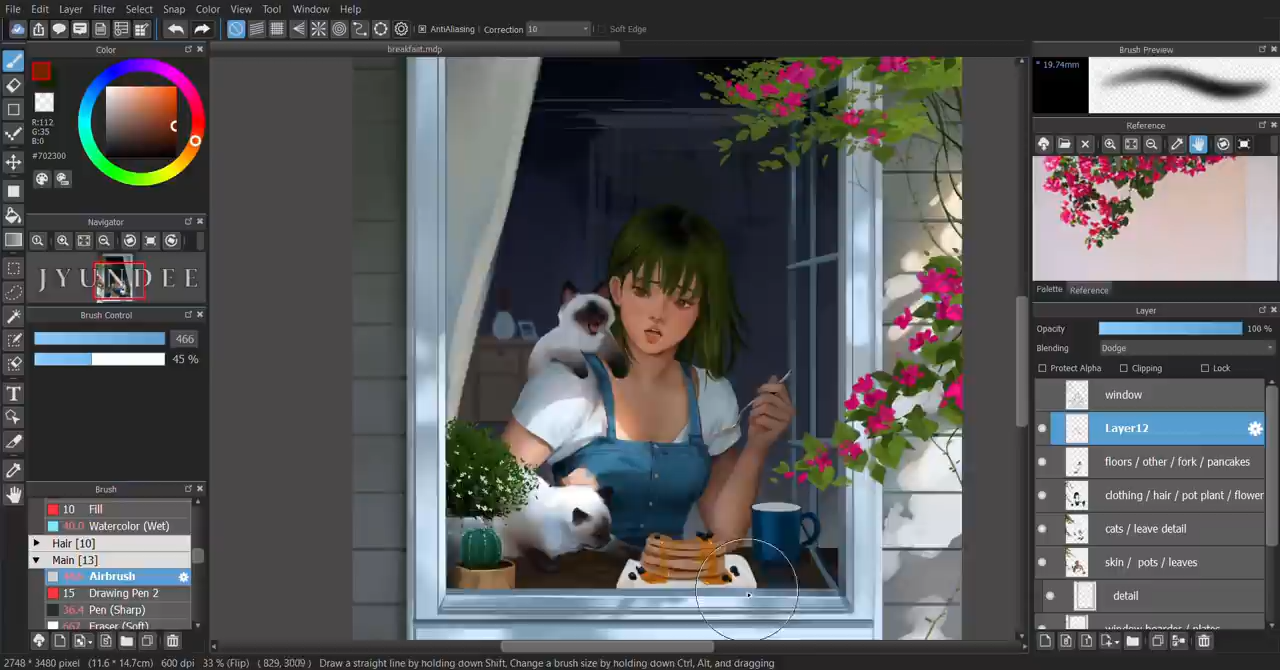 File Edit Layer Filter Select Snap Color View Tool Window Help
AntiAliasing Correction 10 Soft Edge
Color
breakfast.mdp
Brush Preview
* 19.74mm
R:112
G:35
B:0
#702300
Reference
Navigator
JYUNDEE
Palette Reference
Brush Control
466
45 %
Layer
Opacity 100 %
Blending Dodge
Protect Alpha Clipping Lock
window
Layer12
floors / other / fork / pancakes
clothing / hair / pot plant / flower
cats / leave detail
skin / pots / leaves
detail
window boarder / plates
Brush
10 Fill
40.0 Watercolor (Wet)
Hair [10]
Main [13]
Airbrush
15 Drawing Pen 2
36.4 Pen (Sharp)
667 Eraser (Soft)
2748 * 3480 pixel (11.6 * 14.7cm) 600 dpi 33 % (Flip) ( 829, 3009 ) Draw a straight line by holding down Shift, Change a brush size by holding down Ctrl, Alt, and dragging